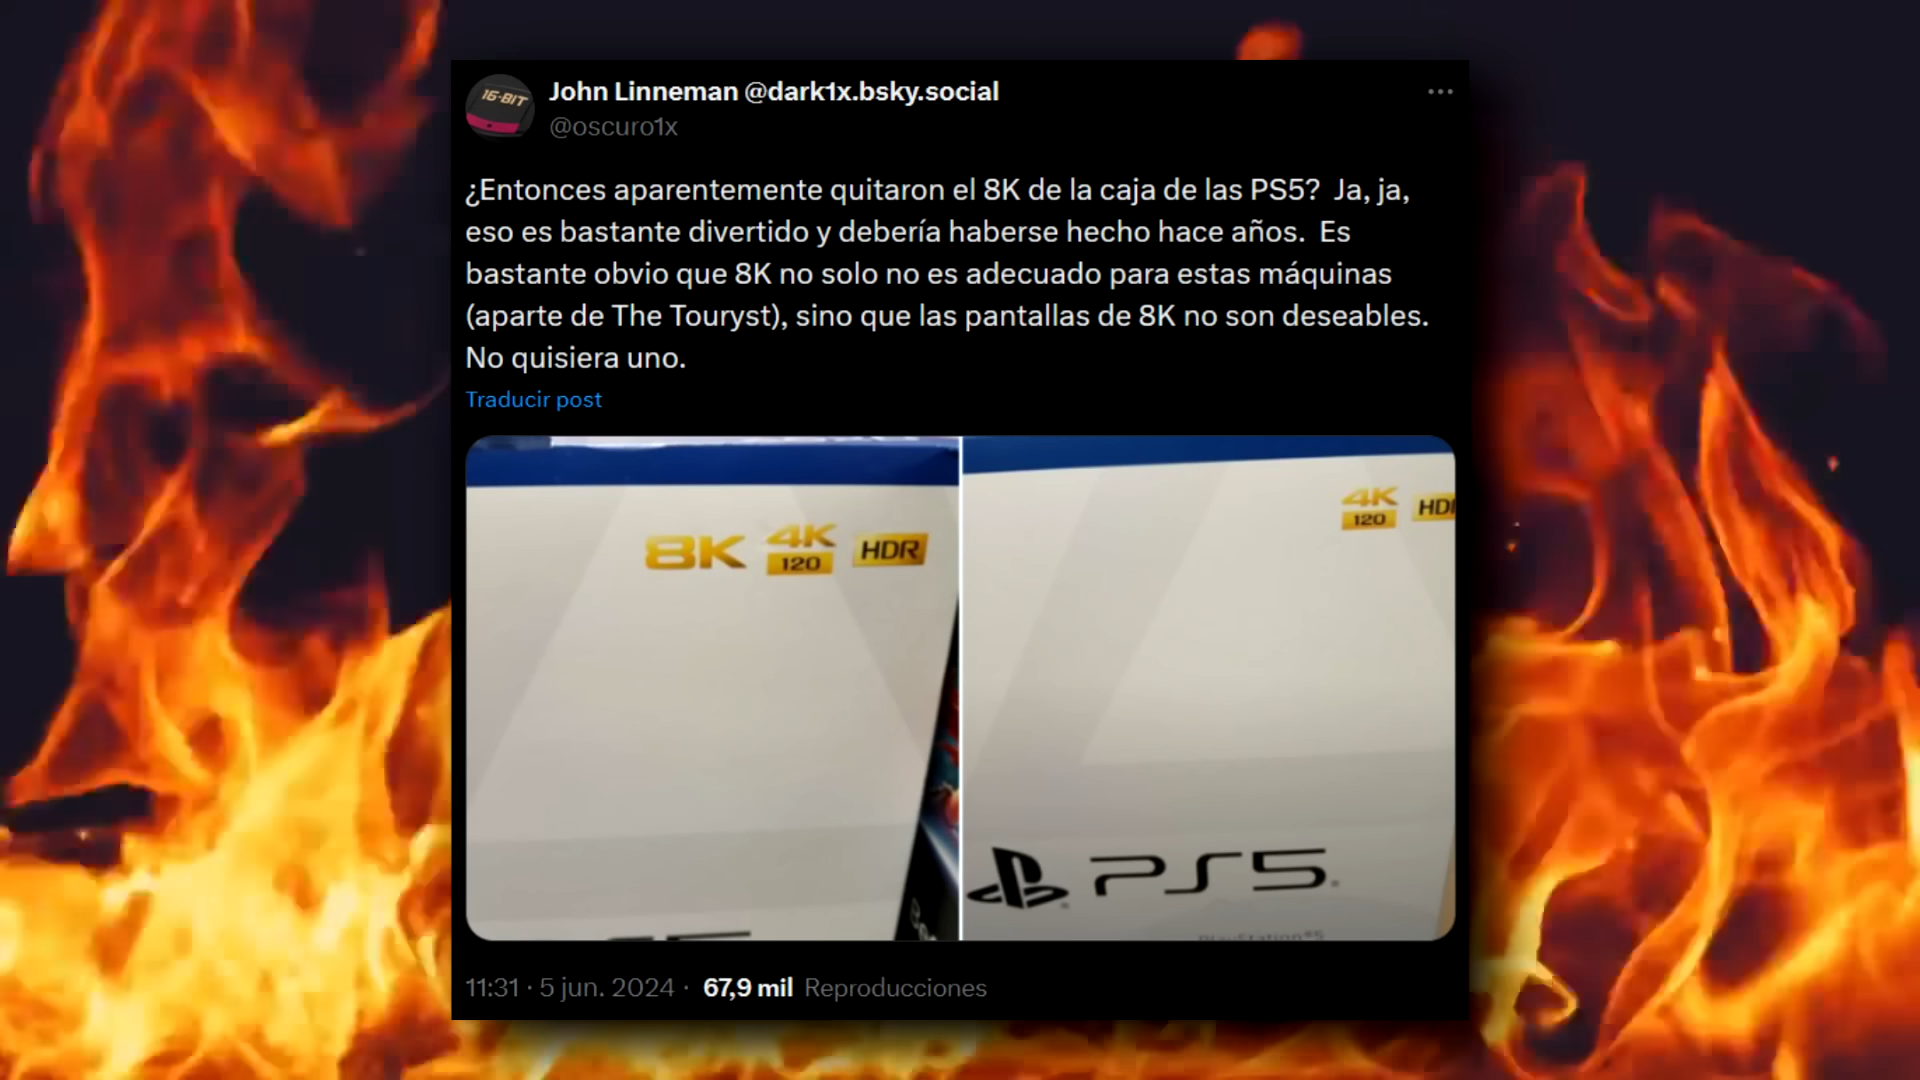 16-BIT
John Linneman @dark1x.bsky.social
@oscuro1x
¿Entonces aparentemente quitaron el 8K de la caja de las PS5? Ja, ja,
eso es bastante divertido y debería haberse hecho hace años. Es
bastante obvio que 8K no solo no es adecuado para estas máquinas
(aparte de The Touryst), sino que las pantallas de 8K no son deseables.
No quisiera uno.
Traducir post
8K 4K 120 HDR
4K 120 HDR
PS5
11:31 · 5 jun. 2024 · 67,9 mil Reproducciones